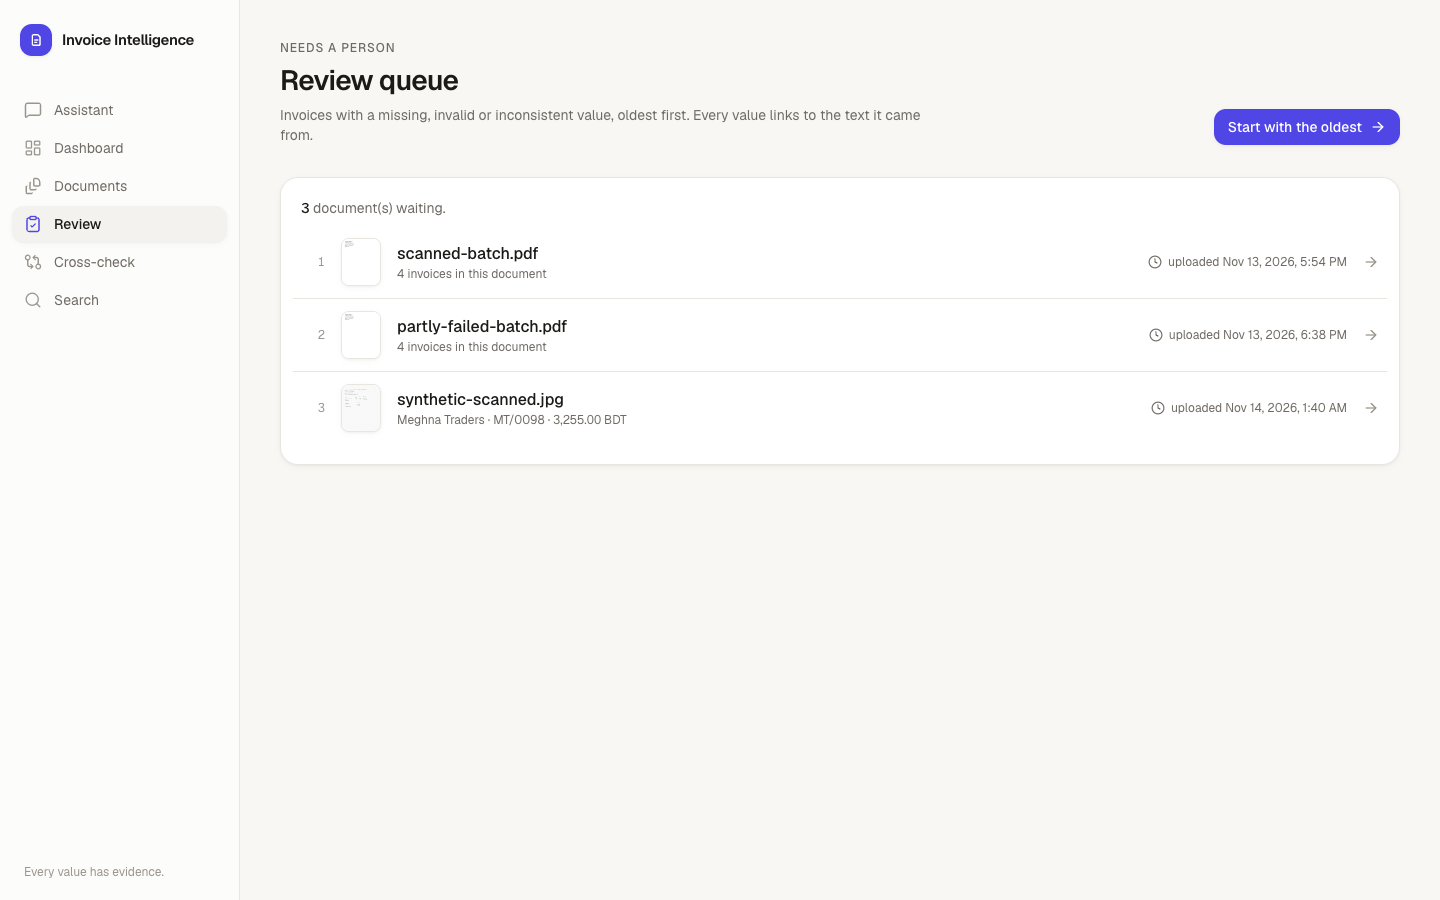 Invoice Intelligence
Assistant
Dashboard
Documents
Review
Cross-check
Search
Every value has evidence.
NEEDS A PERSON
Review queue
Invoices with a missing, invalid or inconsistent value, oldest first. Every value links to the text it came
from.
Start with the oldest
3 document(s) waiting.
1
scanned-batch.pdf
4 invoices in this document
uploaded Nov 13, 2026, 5:54 PM
2
partly-failed-batch.pdf
4 invoices in this document
uploaded Nov 13, 2026, 6:38 PM
3
synthetic-scanned.jpg
Meghna Traders · MT/0098 · 3,255.00 BDT
uploaded Nov 14, 2026, 1:40 AM